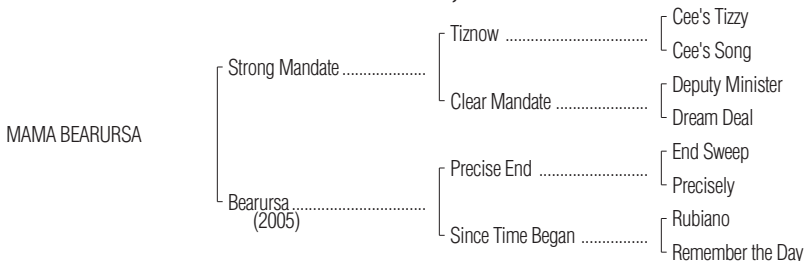 Cee's Tizzy
Tiznow ....................................
Cee's Song
Strong Mandate ....................
Deputy Minister
Clear Mandate ......................
Dream Deal
MAMA BEARURSA
End Sweep
Precise End ..........................
Precisely
Bearursa ................................
(2005)
Rubiano
Since Time Began ................
Remember the Day